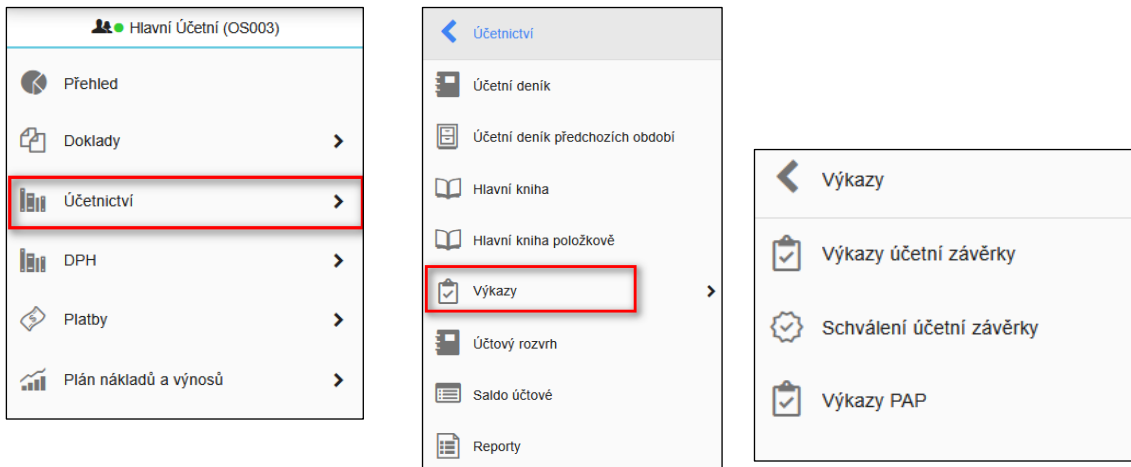 Hlavní Účetní (OS003)
Přehled
Doklady
Účetnictví
DPH
Platby
Plán nákladů a výnosů
Účetnictví
Účetní deník
Účetní deník předchozích období
Hlavní kniha
Hlavní kniha položkově
Výkazy
Účtový rozvrh
Saldo účtové
Reporty
Výkazy
Výkazy účetní závěrky
Schválení účetní závěrky
Výkazy PAP